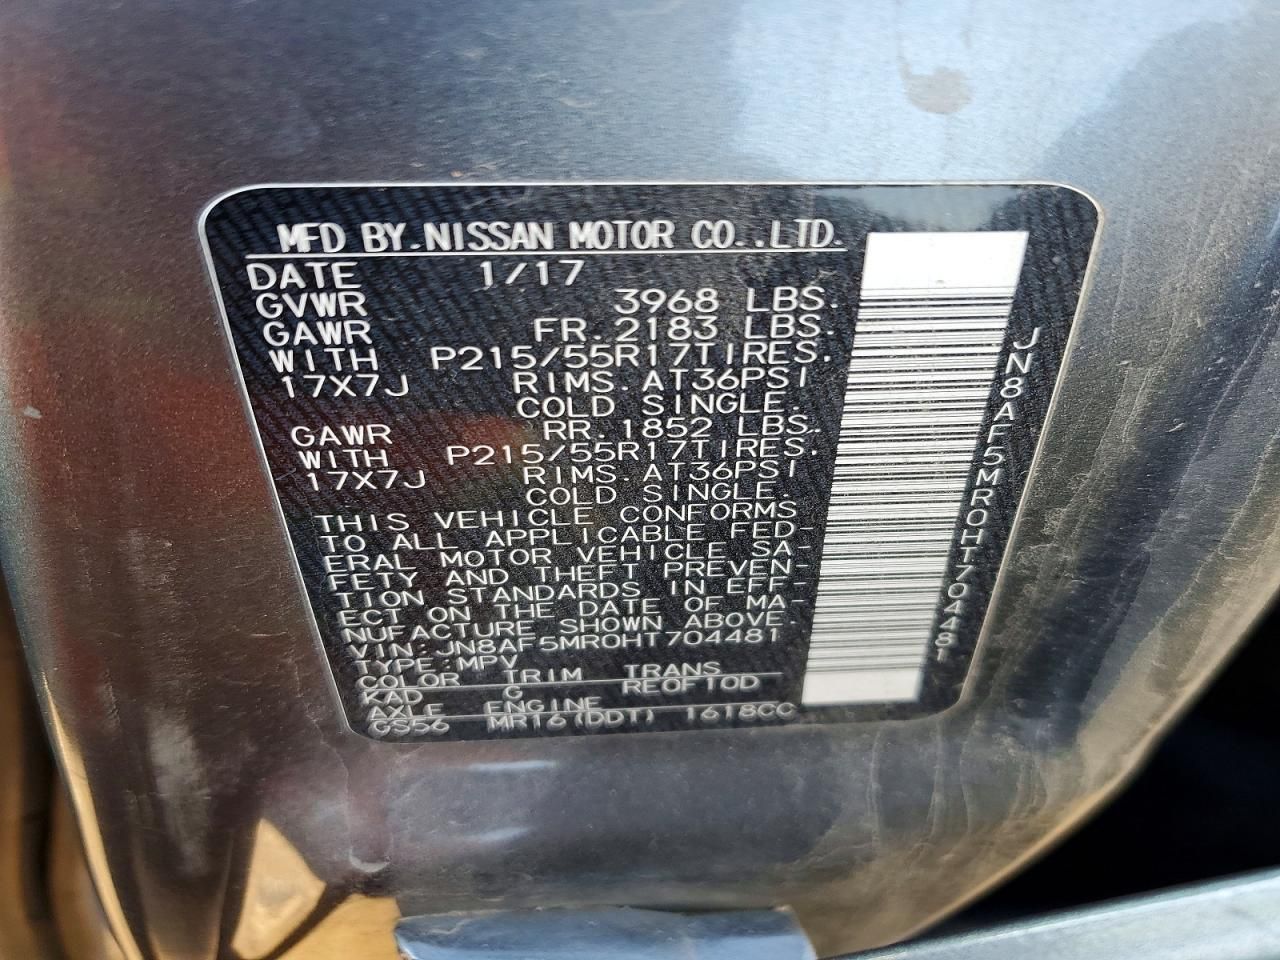 MFD BY.NISSAN MOTOR CO.,LTD.
DATE 1/17
GVWR 3968 LBS.
GAWR FR.2183 LBS.
WITH P215/55R17TIRES.
17X7J RIMS. AT36PSI
COLD SINGLE.
GAWR RR. 1852 LBS.
WITH P215/55R17TIRES.
17X7J RIMS. AT36PSI
COLD SINGLE.
THIS VEHICLE CONFORMS
TO ALL APPLICABLE FED-
ERAL MOTOR VEHICLE SA-
FETY AND THEFT PREVEN-
TION STANDARDS IN EFF-
ECT ON THE DATE OF MA-
NUFACTURE SHOWN ABOVE.
VIN:JN8AF5MR0HT704481
TYPE:MPV
COLOR TRIM TRANS
KAD G RE0F10D
AXLE ENGINE
GS56 MR16(DDT) 1618CC
JN8AF5MR0HT704481